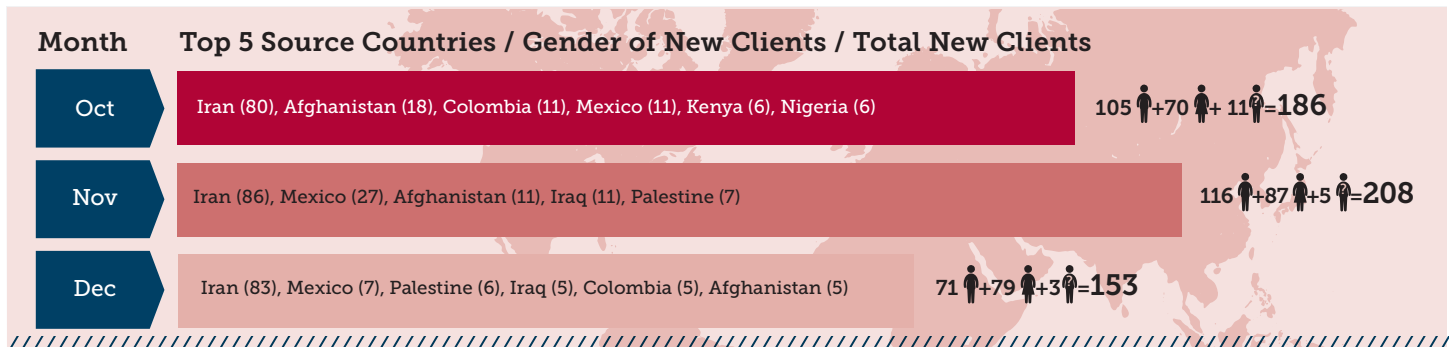 Month Top 5 Source Countries / Gender of New Clients / Total New Clients
Oct Iran (80), Afghanistan (18), Colombia (11), Mexico (11), Kenya (6), Nigeria (6) 105 +70 + 11 ?=186
Nov Iran (86), Mexico (27), Afghanistan (11), Iraq (11), Palestine (7) 116 +87 +5 ?=208
Dec Iran (83), Mexico (7), Palestine (6), Iraq (5), Colombia (5), Afghanistan (5) 71 +79 +3 ?=153